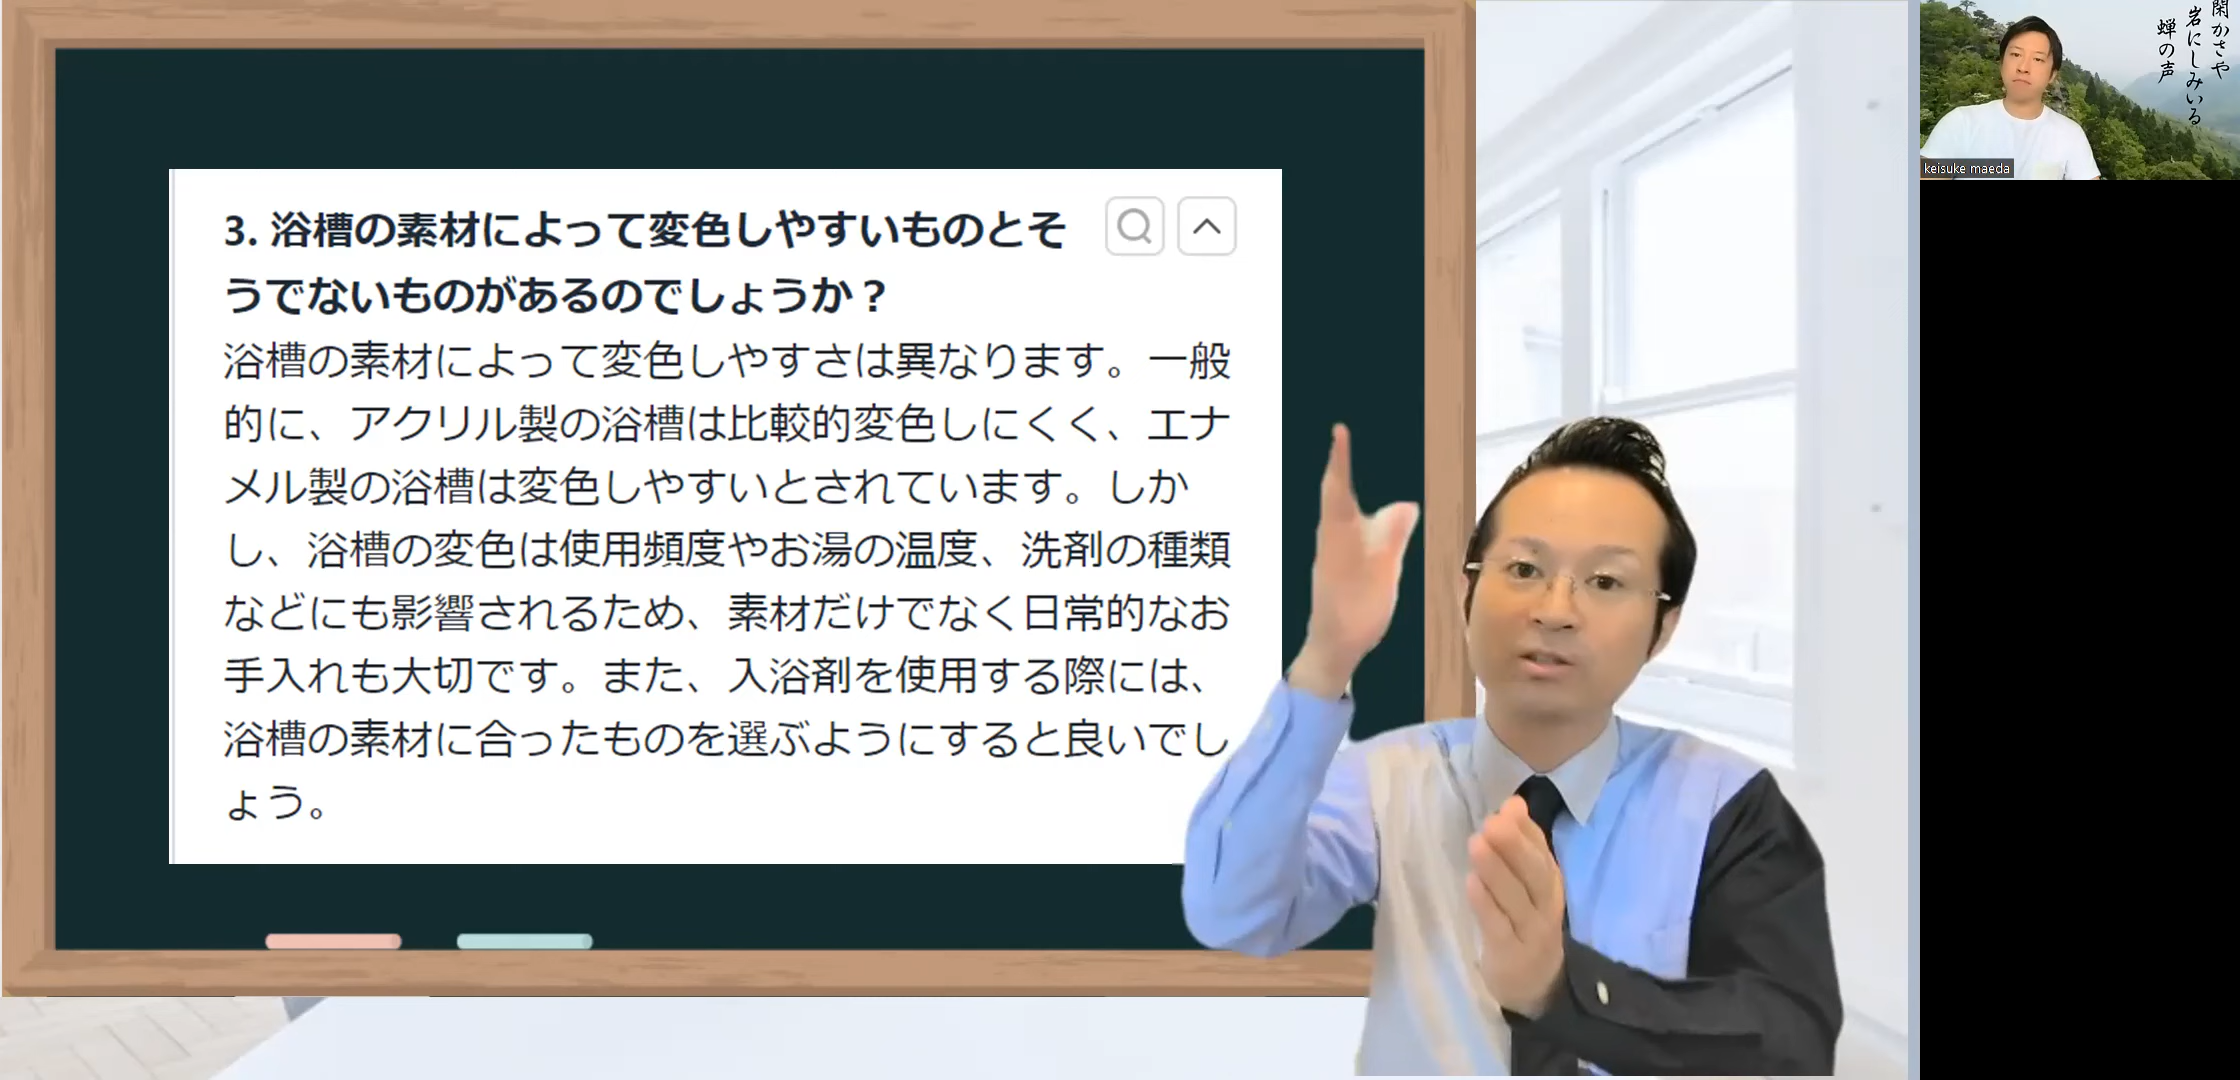 3. 浴槽の素材によって変色しやすいものとそ
うでないものがあるのでしょうか？
浴槽の素材によって変色しやすさは異なります。一般
的に、アクリル製の浴槽は比較的変色しにくく、エナ
メル製の浴槽は変色しやすいとされています。しか
し、浴槽の変色は使用頻度やお湯の温度、洗剤の種類
などにも影響されるため、素材だけでなく日常的なお
手入れも大切です。また、入浴剤を使用する際には、
浴槽の素材に合ったものを選ぶようにすると良いでし
ょう。
閑かさや
岩にしみいる
蝉の声
keisuke maeda